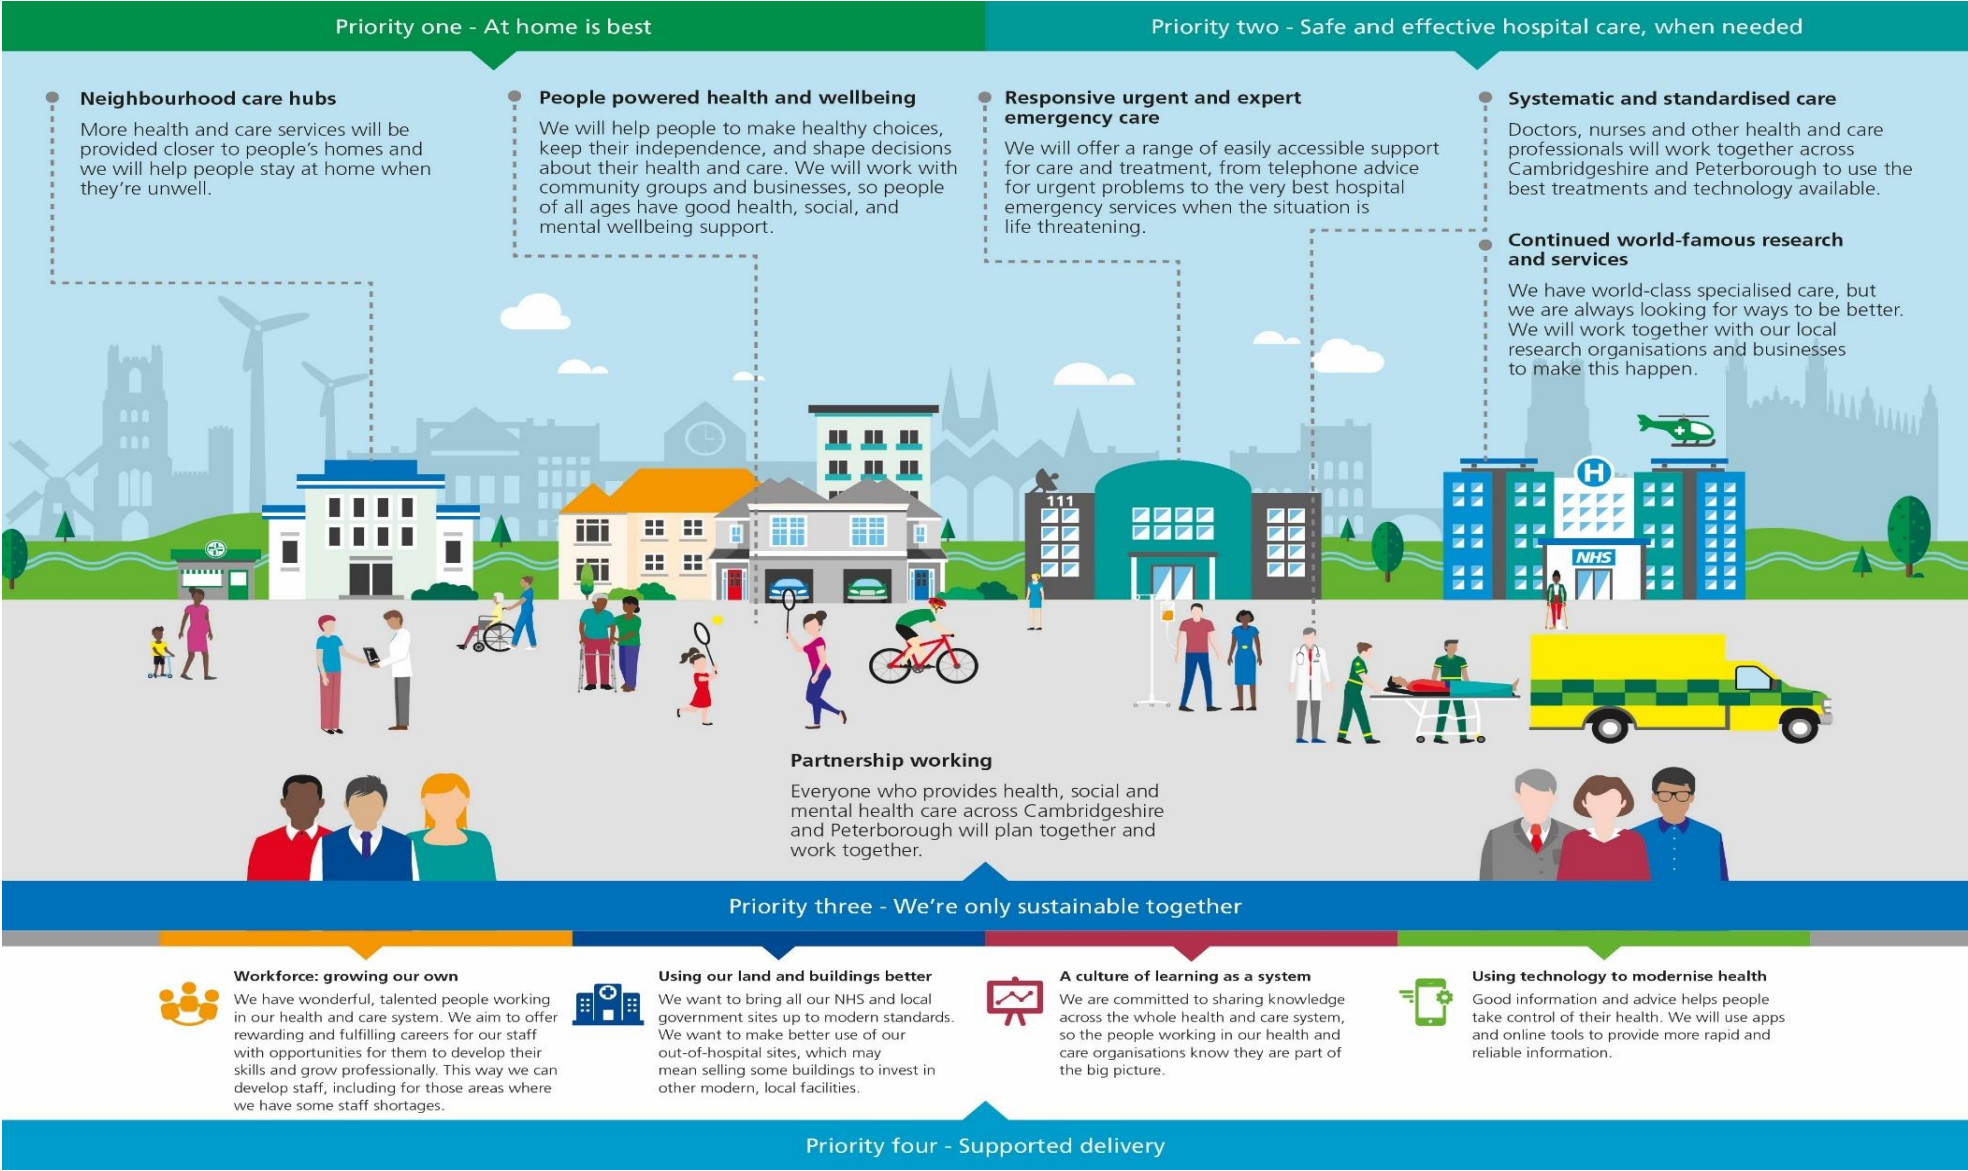 Priority one - At home is best
Priority two - Safe and effective hospital care, when needed
Neighbourhood care hubs
More health and care services will be
provided closer to people's homes and
we will help people stay at home when
they're unwell.
People powered health and wellbeing
We will help people to make healthy choices,
keep their independence, and shape decisions
about their health and care. We will work with
community groups and businesses, so people
of all ages have good health, social, and
mental wellbeing support.
Responsive urgent and expert
emergency care
We will offer a range of easily accessible support
for care and treatment, from telephone advice
for urgent problems to the very best hospital
emergency services when the situation is
life threatening.
Systematic and standardised care
Doctors, nurses and other health and care
professionals will work together across
Cambridgeshire and Peterborough to use the
best treatments and technology available.
Continued world-famous research
and services
We have world-class specialised care, but
we are always looking for ways to be better.
We will work together with our local
research organisations and businesses
to make this happen.
111
H
NHS
Partnership working
Everyone who provides health, social and
mental health care across Cambridgeshire
and Peterborough will plan together and
work together.
Priority three - We're only sustainable together
Workforce: growing our own
We have wonderful, talented people working
in our health and care system. We aim to offer
rewarding and fulfilling careers for our staff
with opportunities for them to develop their
skills and grow professionally. This way we can
develop staff, including for those areas where
we have some staff shortages.
Using our land and buildings better
We want to bring all our NHS and local
government sites up to modern standards.
We want to make better use of our
out-of-hospital sites, which may
mean selling some buildings to invest in
other modern, local facilities.
A culture of learning as a system
We are committed to sharing knowledge
across the whole health and care system,
so the people working in our health and
care organisations know they are part of
the big picture.
Using technology to modernise health
Good information and advice helps people
take control of their health. We will use apps
and online tools to provide more rapid and
reliable information.
Priority four - Supported delivery